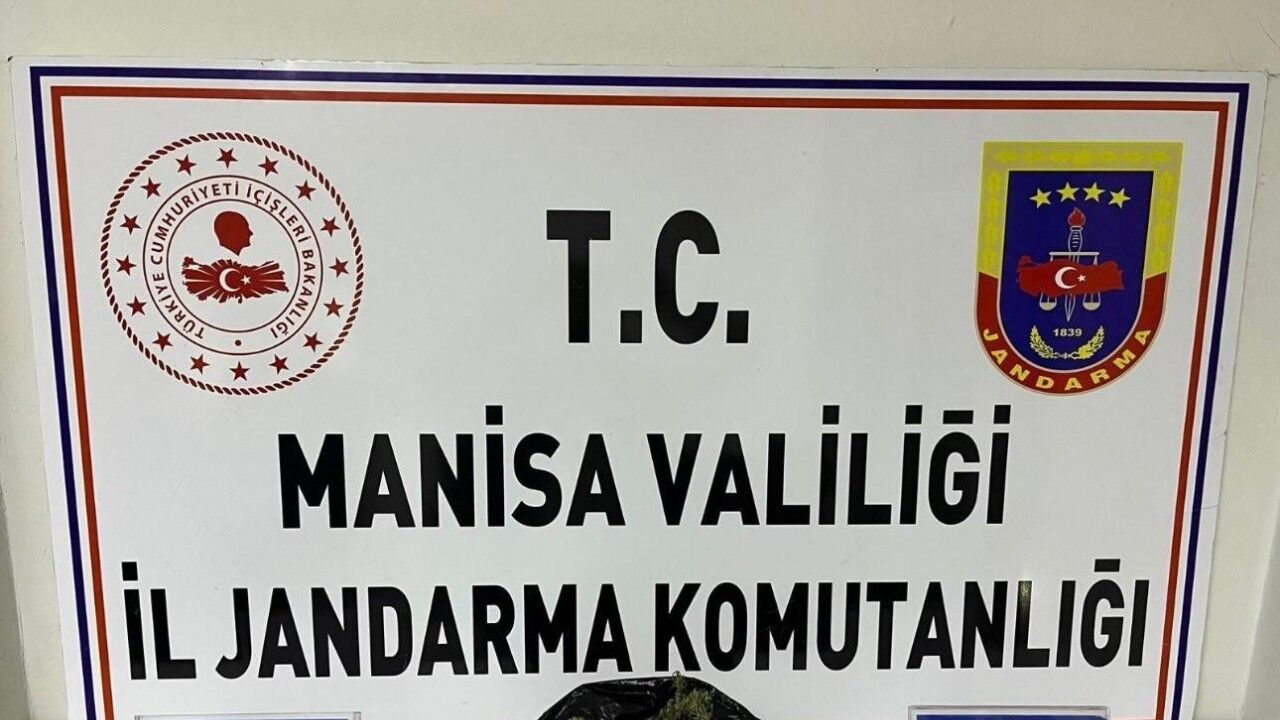 TÜRKİYE CUMHURİYETİ İÇİŞLERİ BAKANLIĞI
T.C.
1839
JANDARMA
MANİSA VALİLİĞİ
İL JANDARMA KOMUTANLIĞI